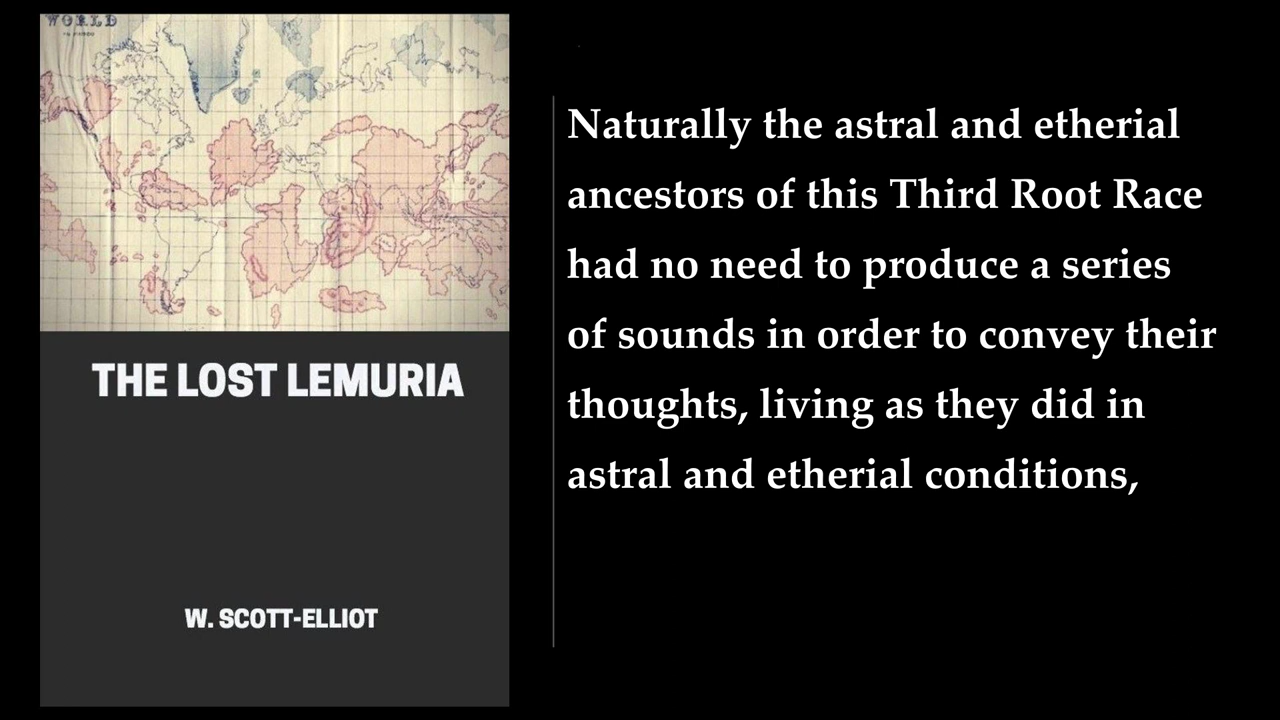 WORLD
THE LOST LEMURIA
W. SCOTT-ELLIOT
Naturally the astral and etherial
ancestors of this Third Root Race
had no need to produce a series
of sounds in order to convey their
thoughts, living as they did in
astral and etherial conditions,